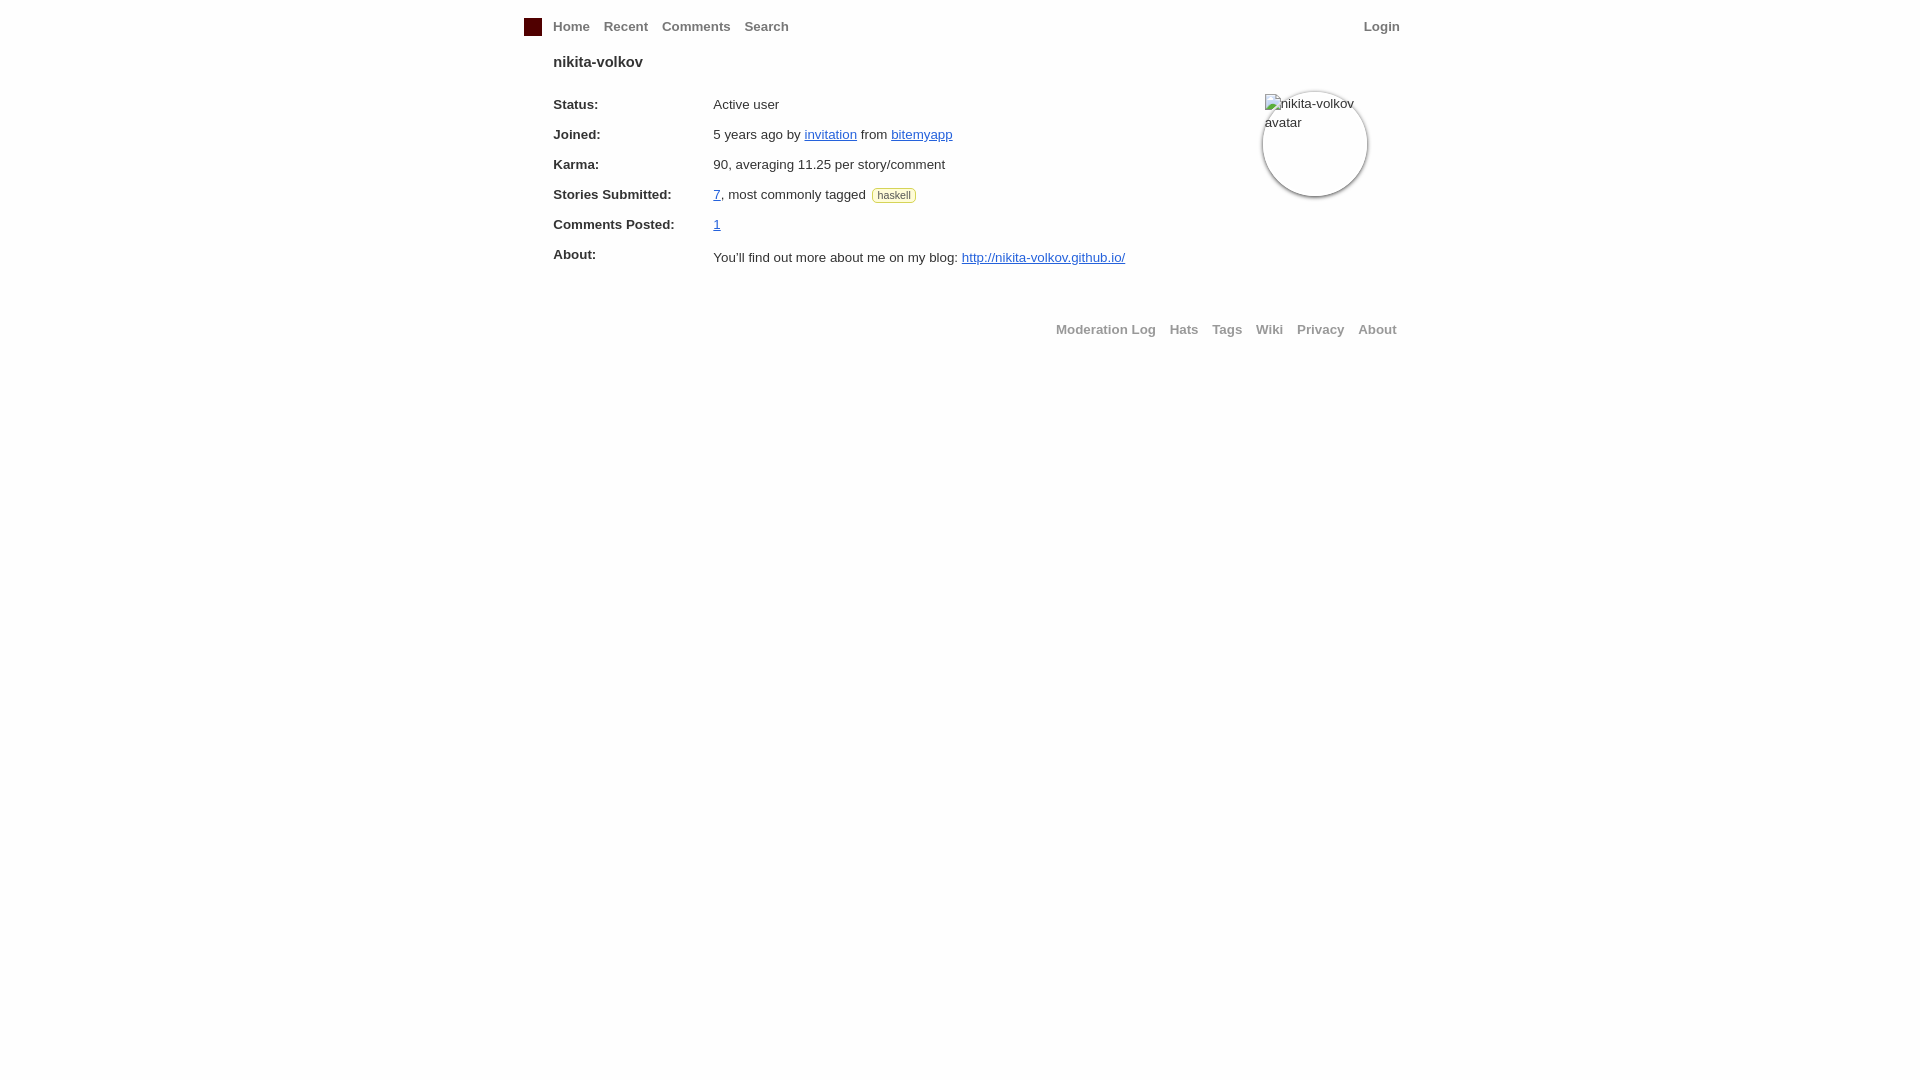 Home Recent Comments Search Login
nikita-volkov
Status: Active user
Joined: 5 years ago by invitation from bitemyapp
Karma: 90, averaging 11.25 per story/comment
Stories Submitted: 7, most commonly tagged haskell
Comments Posted: 1
About: You’ll find out more about me on my blog: http://nikita-volkov.github.io/
nikita-volkov
avatar
Moderation Log Hats Tags Wiki Privacy About